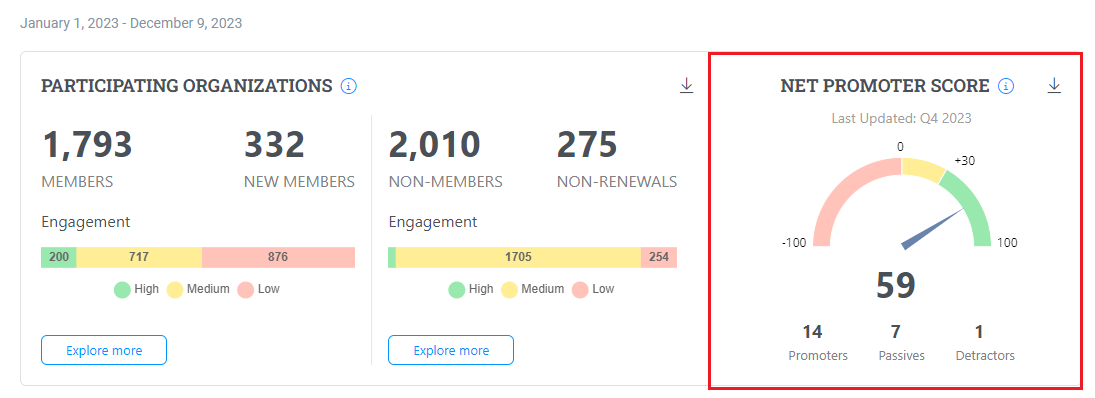 January 1, 2023 - December 9, 2023
PARTICIPATING ORGANIZATIONS
1,793
MEMBERS
332
NEW MEMBERS
Engagement
200 717 876
High Medium Low
Explore more
2,010
NON-MEMBERS
275
NON-RENEWALS
Engagement
1705 254
High Medium Low
Explore more
NET PROMOTER SCORE
Last Updated: Q4 2023
0
+30
-100 100
59
14 7 1
Promoters Passives Detractors